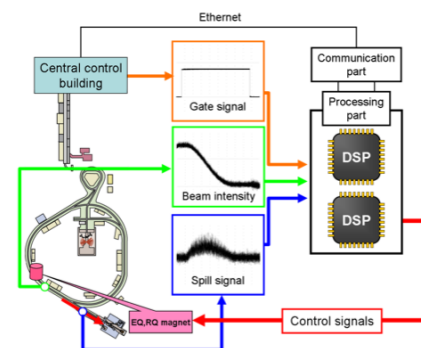 Ethernet
Central control
building
Gate signal
Communication
part
Processing
part
DSP
Beam intensity
DSP
Spill signal
EQ,RQ magnet
Control signals